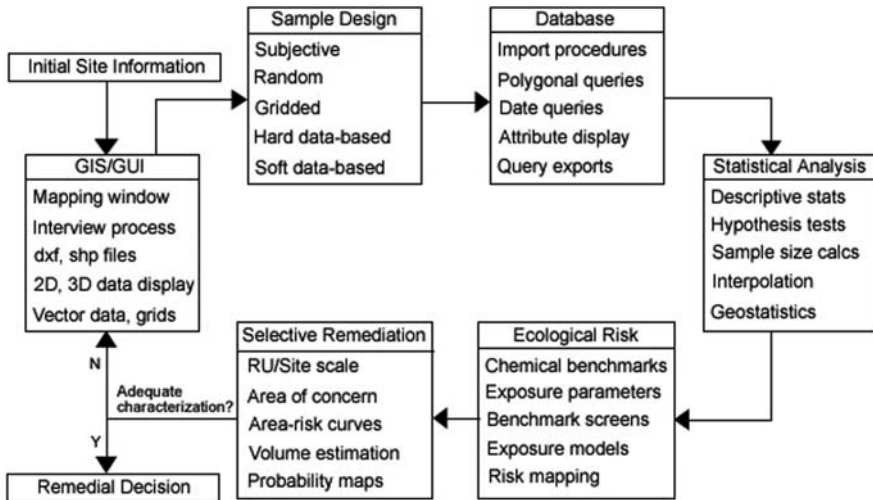 Initial Site Information
GIS/GUI
Mapping window
Interview process
dxf, shp files
2D, 3D data display
Vector data, grids
Sample Design
Subjective
Random
Gridded
Hard data-based
Soft data-based
Database
Import procedures
Polygonal queries
Date queries
Attribute display
Query exports
Statistical Analysis
Descriptive stats
Hypothesis tests
Sample size calcs
Interpolation
Geostatistics
Ecological Risk
Chemical benchmarks
Exposure parameters
Benchmark screens
Exposure models
Risk mapping
Selective Remediation
RU/Site scale
Area of concern
Area-risk curves
Volume estimation
Probability maps
Adequate
characterization?
N
Y
Remedial Decision